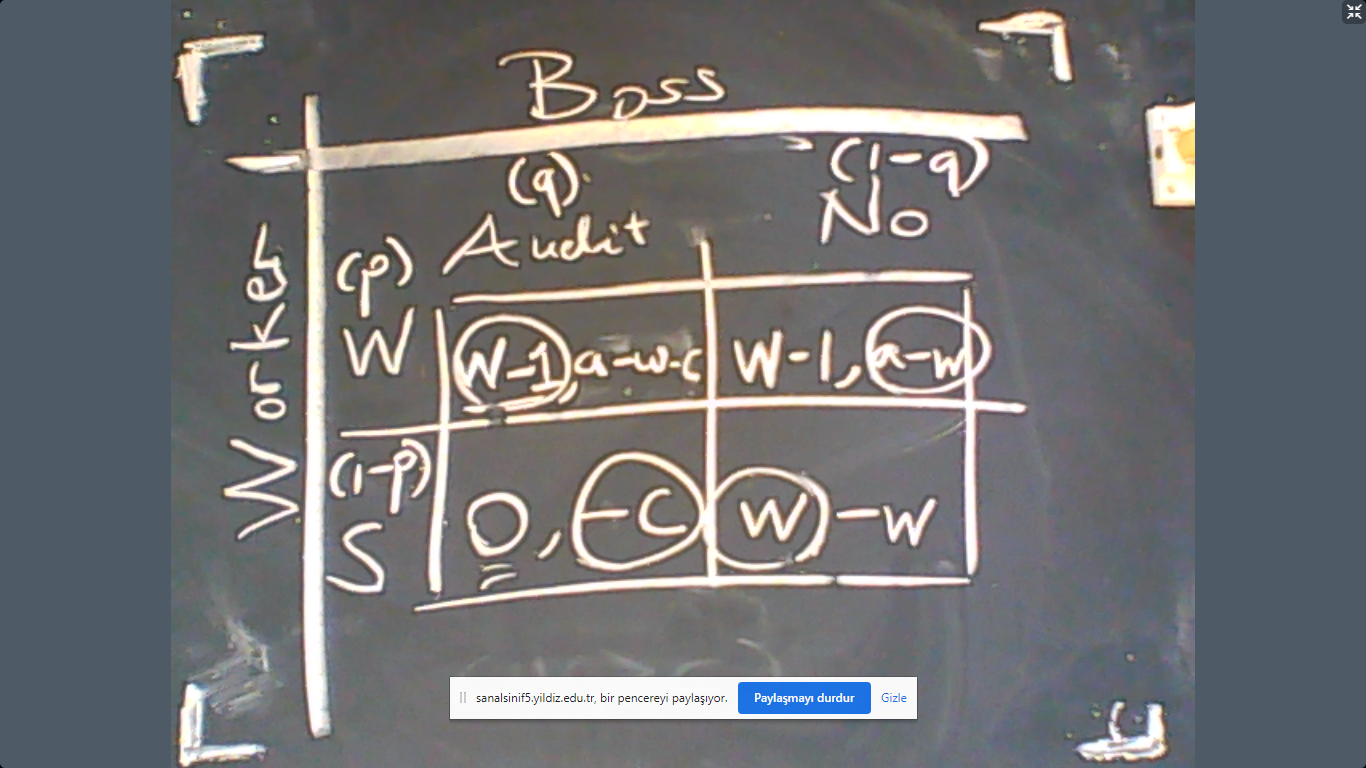 Boss
(q) (1-q)
Audit No
Worker
(p)
W W-1, a-w-c W-1, a-w
(1-p)
S 0, -c W, -w
sanalsinif5.yildiz.edu.tr, bir pencereyi paylaşıyor. Paylaşmayı durdur Gizle